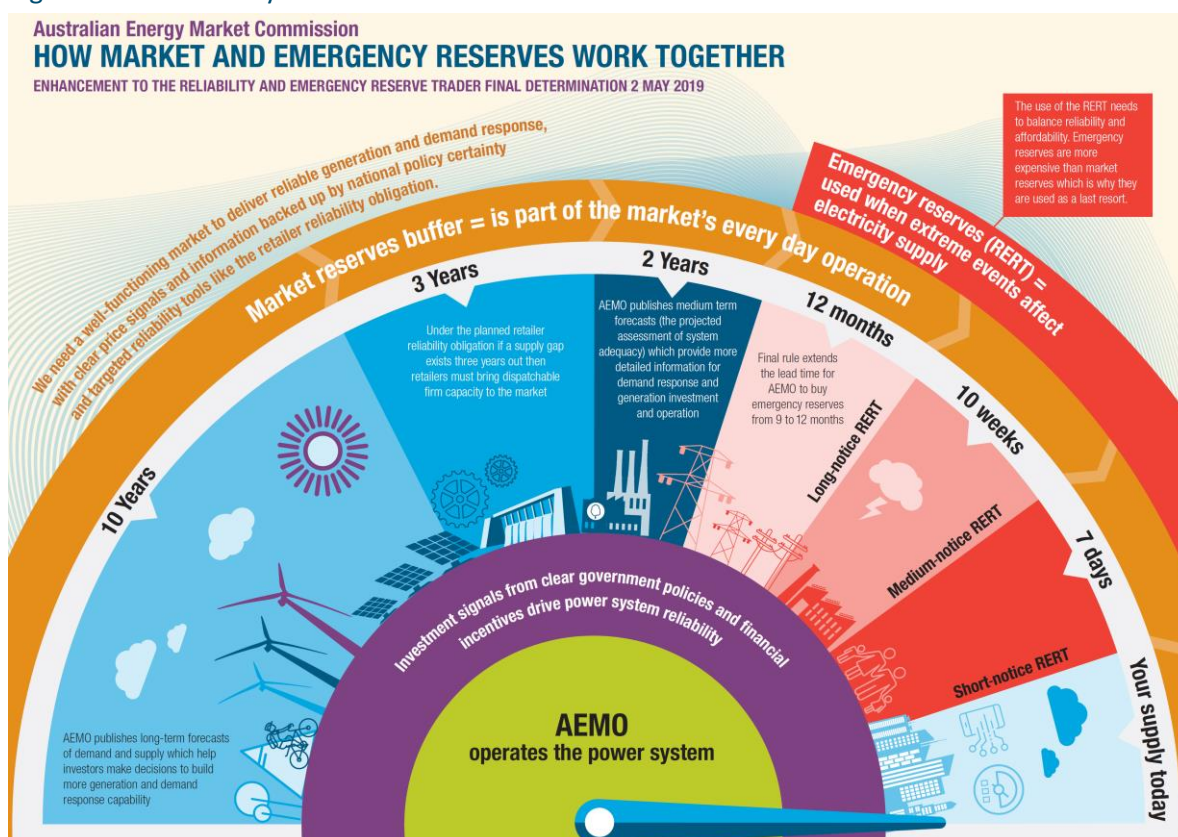 Australian Energy Market Commission
HOW MARKET AND EMERGENCY RESERVES WORK TOGETHER
ENHANCEMENT TO THE RELIABILITY AND EMERGENCY RESERVE TRADER FINAL DETERMINATION 2 MAY 2019
We need a well-functioning market to deliver reliable generation and demand response,
with clear price signals and information backed up by national policy certainty
and targeted reliability tools like the retailer reliability obligation.
The use of the RERT needs
to balance reliability and
affordability. Emergency
reserves are more
expensive than market
reserves which is why they
are used as a last resort.
Emergency reserves (RERT) =
used when extreme events affect
electricity supply
Market reserves buffer = is part of the market's every day operation
10 Years
3 Years
2 Years
12 months
10 weeks
7 days
Your supply today
AEMO publishes long-term forecasts
of demand and supply which help
investors make decisions to build
more generation and demand
response capability
Under the planned retailer
reliability obligation if a supply gap
exists three years out then
retailers must bring dispatchable
firm capacity to the market
AEMO publishes medium term
forecasts (the projected
assessment of system
adequacy) which provide more
detailed information for
demand response and
generation investment
and operation
Final rule extends
the lead time for
AEMO to buy
emergency reserves
from 9 to 12 months
Long-notice RERT
Medium-notice RERT
Short-notice RERT
Investment signals from clear government policies and financial
incentives drive power system reliability
AEMO
operates the power system